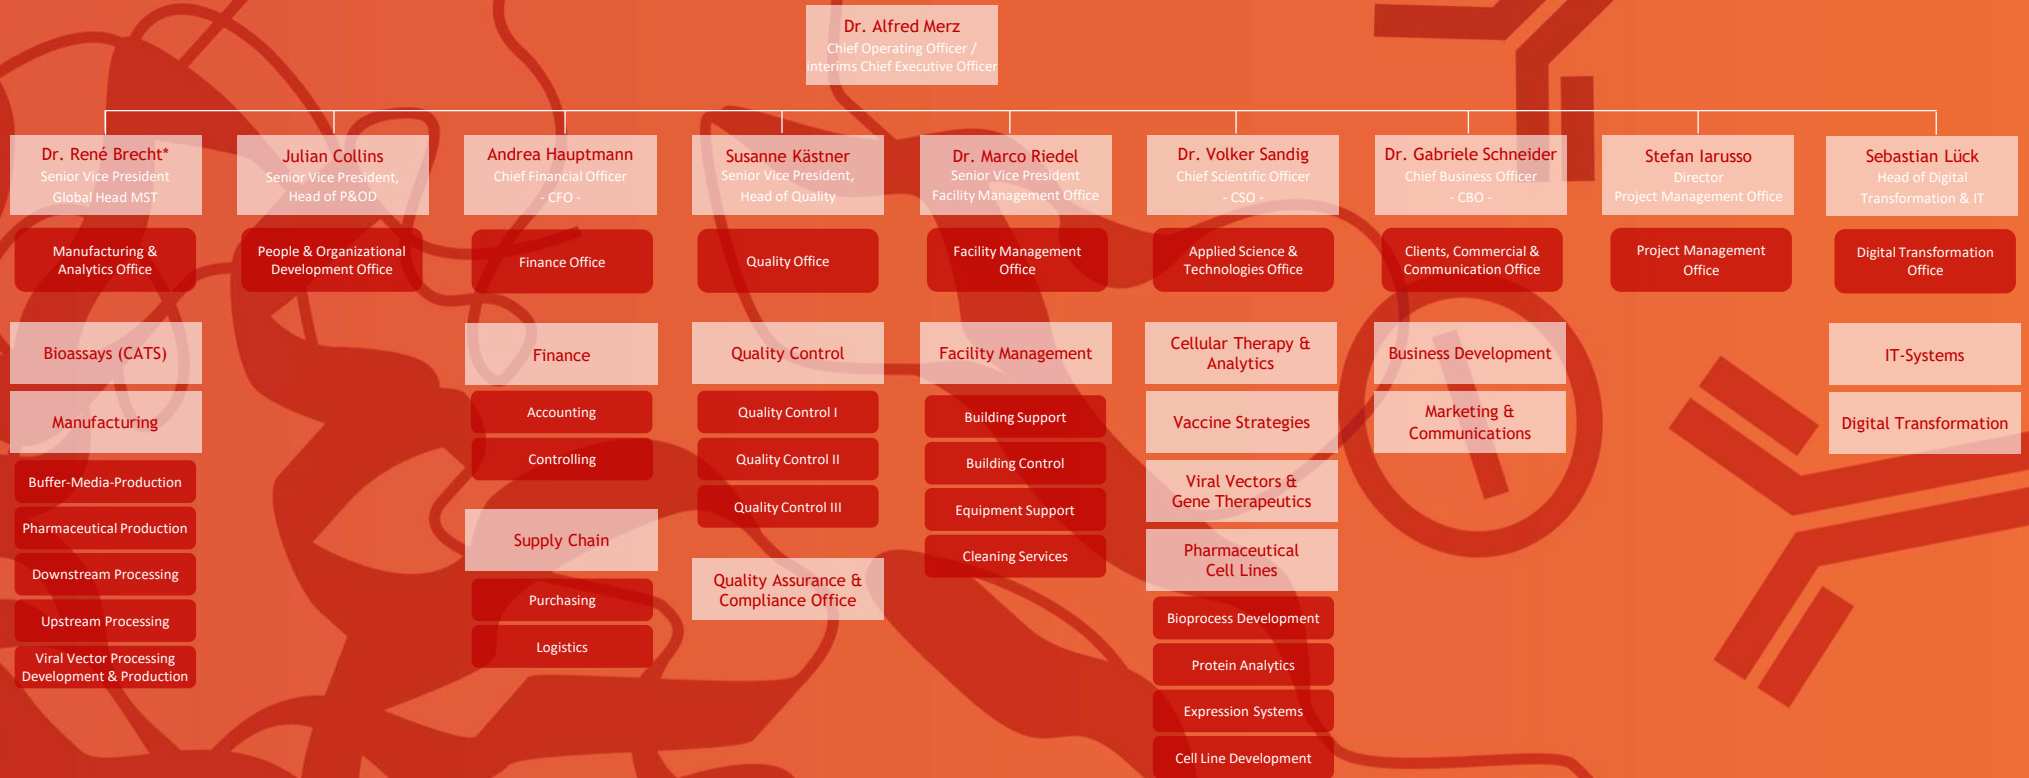 Dr. Alfred Merz
Chief Operating Officer /
interims Chief Executive Officer
Dr. René Brecht*
Senior Vice President
Global Head MST
Julian Collins
Senior Vice President,
Head of P&OD
Andrea Hauptmann
Chief Financial Officer
- CFO -
Susanne Kästner
Senior Vice President,
Head of Quality
Dr. Marco Riedel
Senior Vice President
Facility Management Office
Dr. Volker Sandig
Chief Scientific Officer
- CSO -
Dr. Gabriele Schneider
Chief Business Officer
- CBO -
Stefan Iarusso
Director
Project Management Office
Sebastian Lück
Head of Digital
Transformation & IT
Manufacturing &
Analytics Office
People & Organizational
Development Office
Finance Office
Quality Office
Facility Management
Office
Applied Science &
Technologies Office
Clients, Commercial &
Communication Office
Project Management
Office
Digital Transformation
Office
Bioassays (CATS)
Manufacturing
Buffer-Media-Production
Pharmaceutical Production
Downstream Processing
Upstream Processing
Viral Vector Processing
Development & Production
Finance
Accounting
Controlling
Supply Chain
Purchasing
Logistics
Quality Control
Quality Control I
Quality Control II
Quality Control III
Quality Assurance &
Compliance Office
Facility Management
Building Support
Building Control
Equipment Support
Cleaning Services
Cellular Therapy &
Analytics
Vaccine Strategies
Viral Vectors &
Gene Therapeutics
Pharmaceutical
Cell Lines
Bioprocess Development
Protein Analytics
Expression Systems
Cell Line Development
Business Development
Marketing &
Communications
IT-Systems
Digital Transformation